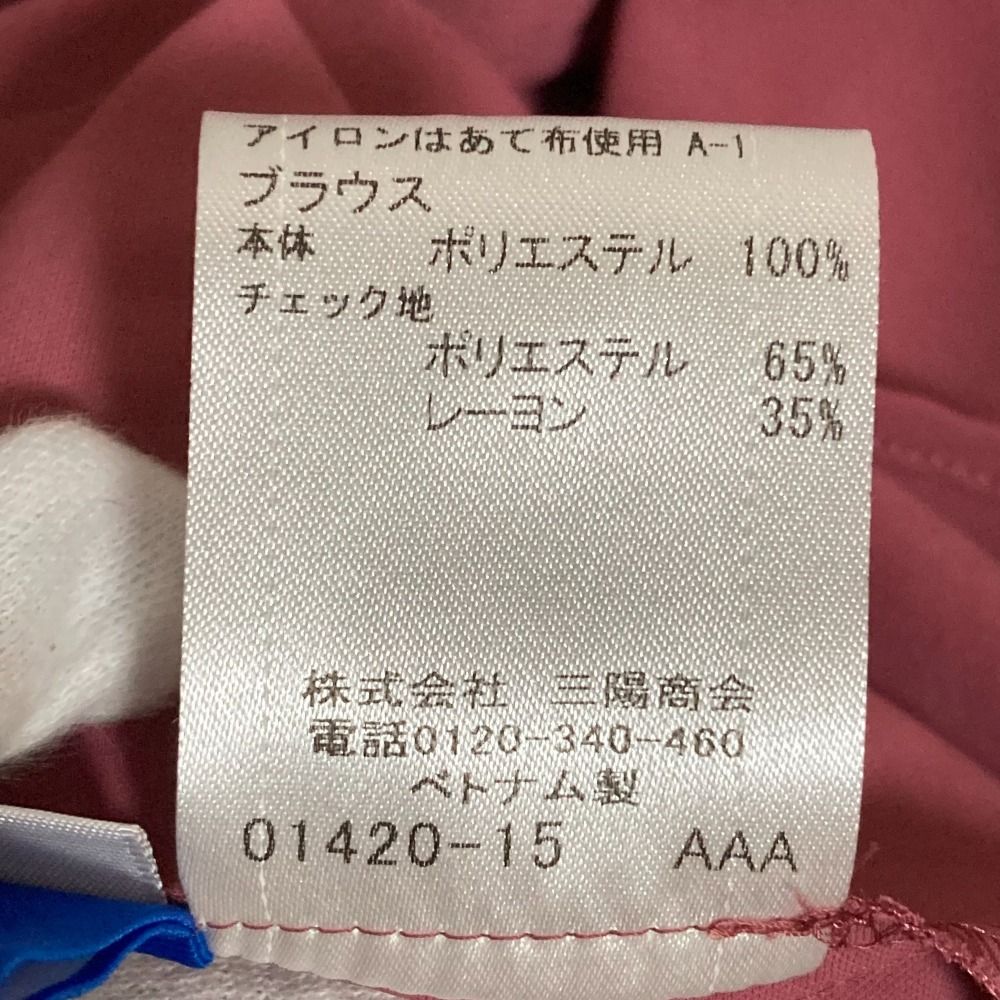 アイロンはあて布使用 A-1
ブラウス
本体 ポリエステル 100%
チェック地
ポリエステル 65%
レーヨン 35%
株式会社 三陽商会
電話0120-340-460
ベトナム製
01420-15 AAA